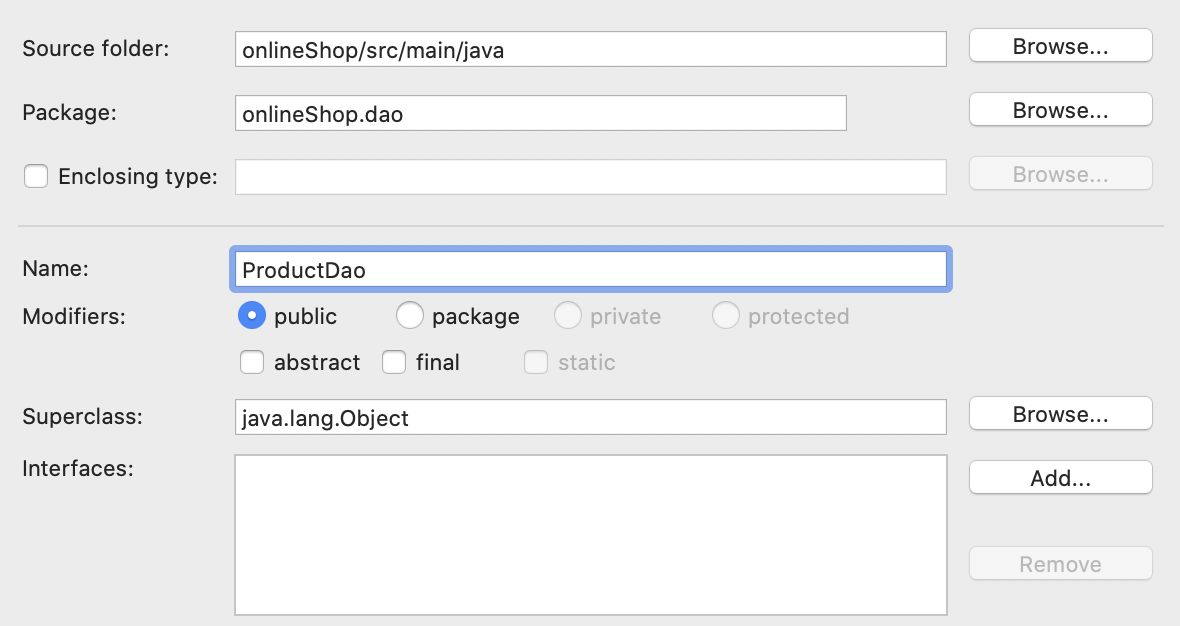 Source folder: onlineShop/src/main/java Browse...
Package: onlineShop.dao Browse...
Enclosing type: Browse...
Name: ProductDao
Modifiers: public package private protected
abstract final static
Superclass: java.lang.Object Browse...
Interfaces: Add...
Remove